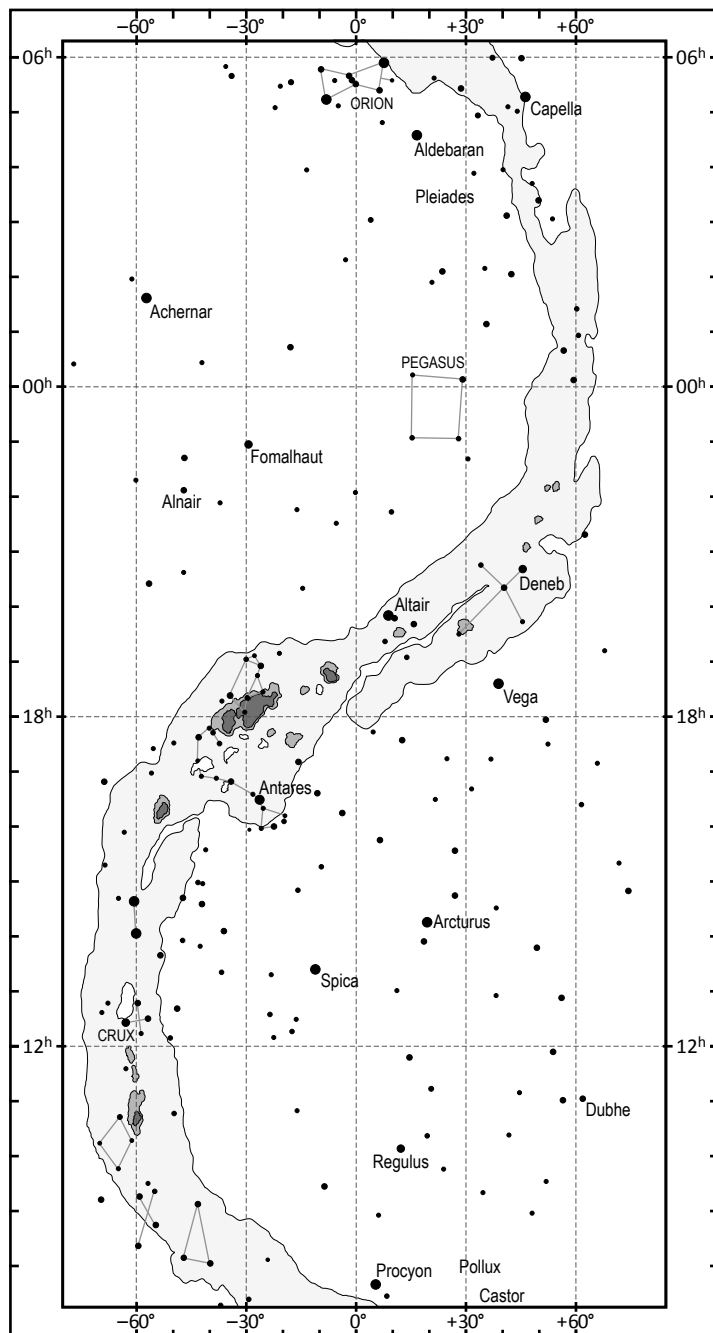 −60° −30° 0° +30° +60°
06h 06h
ORION
Capella
Aldebaran
Pleiades
Achernar
PEGASUS
00h 00h
Fomalhaut
Alnair
Deneb
Altair
Vega
18h 18h
Antares
Arcturus
Spica
CRUX
12h 12h
Dubhe
Regulus
Procyon
Pollux
Castor
−60° −30° 0° +30° +60°